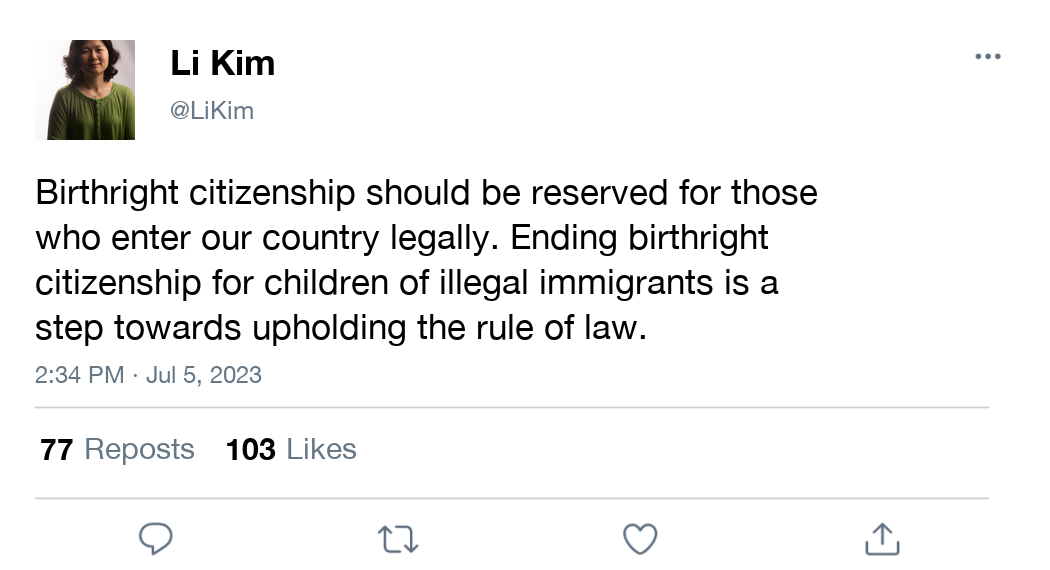 Li Kim
@LiKim
Birthright citizenship should be reserved for those
who enter our country legally. Ending birthright
citizenship for children of illegal immigrants is a
step towards upholding the rule of law.
2:34 PM · Jul 5, 2023
77 Reposts 103 Likes